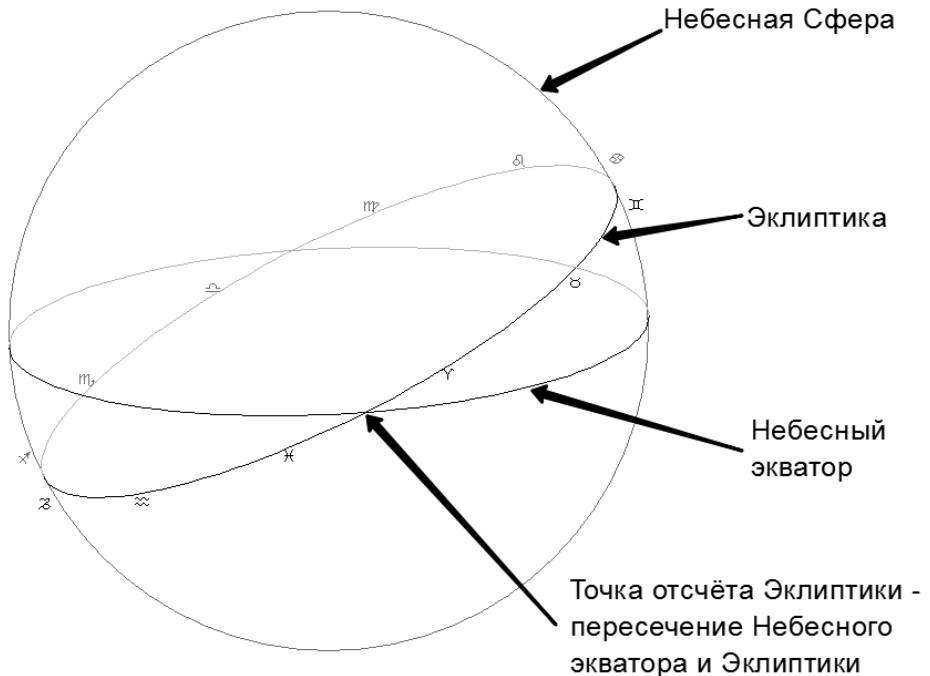 Небесная Сфера
♋
♌
♊
♍
Эклиптика
♉
♎
♈
♏
Небесный
экватор
♓
♐
♑
♒
Точка отсчёта Эклиптики -
пересечение Небесного
экватора и Эклиптики